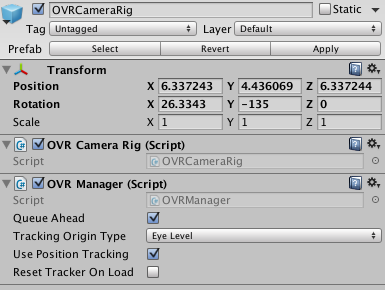 OVRCameraRig Static
Tag Untagged Layer Default
Prefab Select Revert Apply
Transform
Position X 6.337243 Y 4.436069 Z 6.337244
Rotation X 26.3343 Y -135 Z 0
Scale X 1 Y 1 Z 1
OVR Camera Rig (Script)
Script OVRCameraRig
OVR Manager (Script)
Script OVRManager
Queue Ahead
Tracking Origin Type Eye Level
Use Position Tracking
Reset Tracker On Load